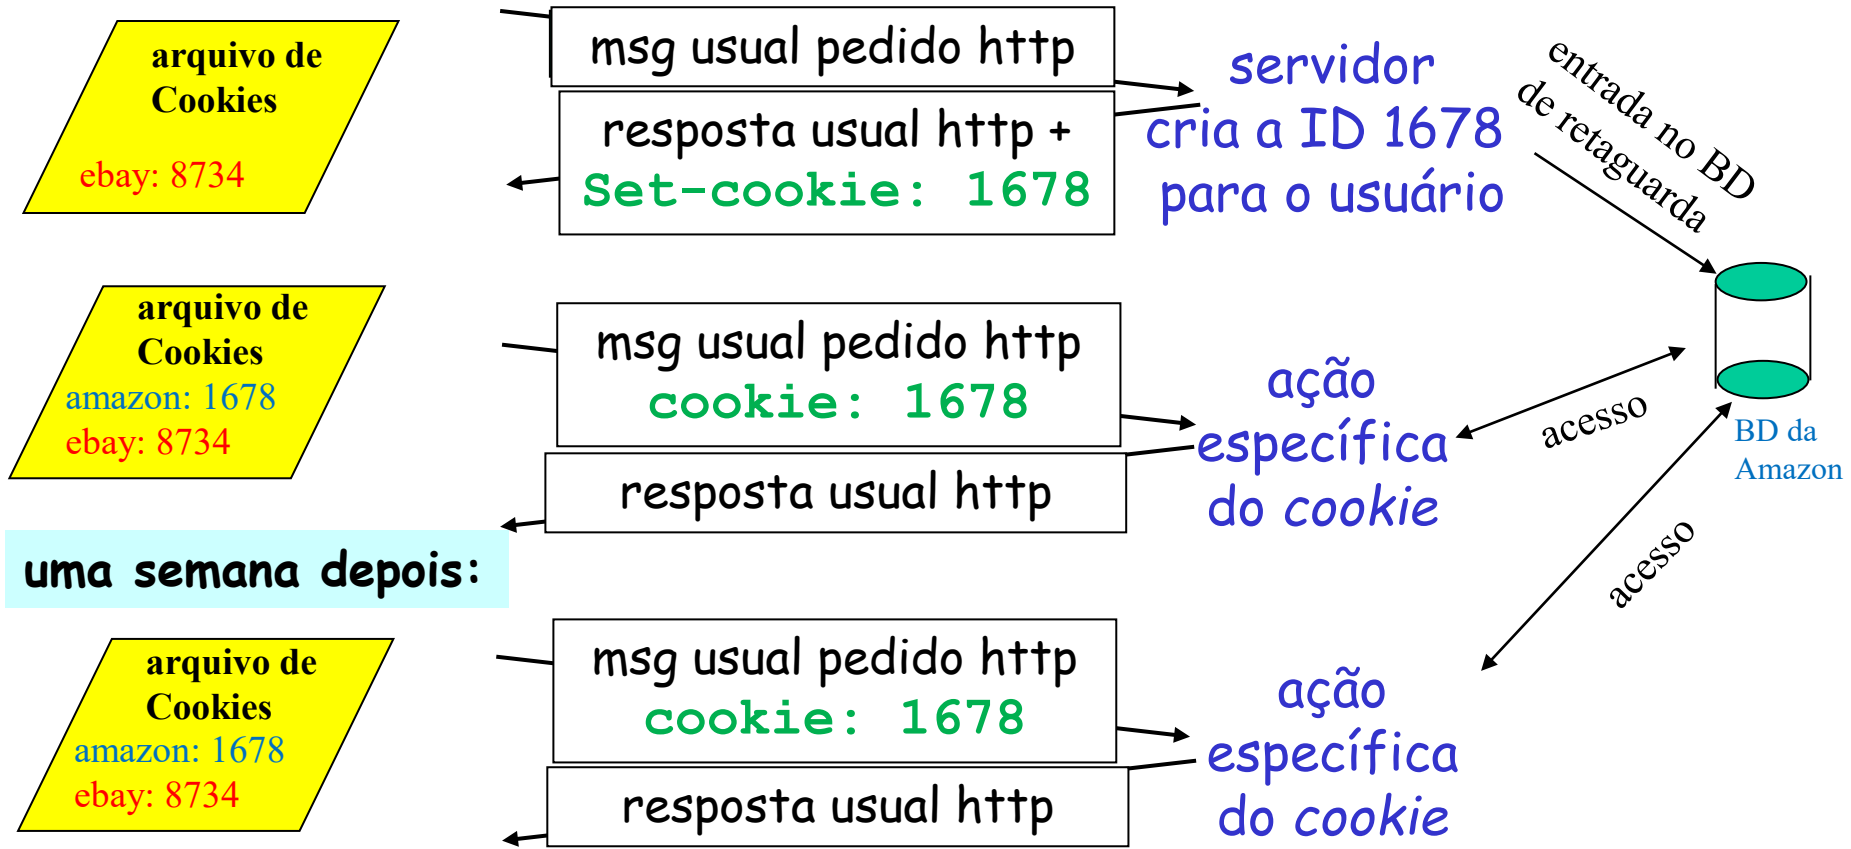 arquivo de
Cookies
ebay: 8734
msg usual pedido http
resposta usual http +
Set-cookie: 1678
servidor
cria a ID 1678
para o usuário
entrada no BD
de retaguarda
arquivo de
Cookies
amazon: 1678
ebay: 8734
msg usual pedido http
cookie: 1678
resposta usual http
ação
específica
do cookie
acesso
BD da
Amazon
uma semana depois:
acesso
arquivo de
Cookies
amazon: 1678
ebay: 8734
msg usual pedido http
cookie: 1678
resposta usual http
ação
específica
do cookie